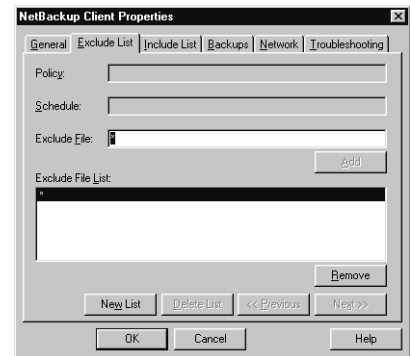 NetBackup Client Properties
General Exclude List Include List Backups Network Troubleshooting
Policy:
Schedule:
Exclude File: *
Add
Exclude File List:
*
Remove
New List Delete List << Previous Next >>
OK Cancel Help